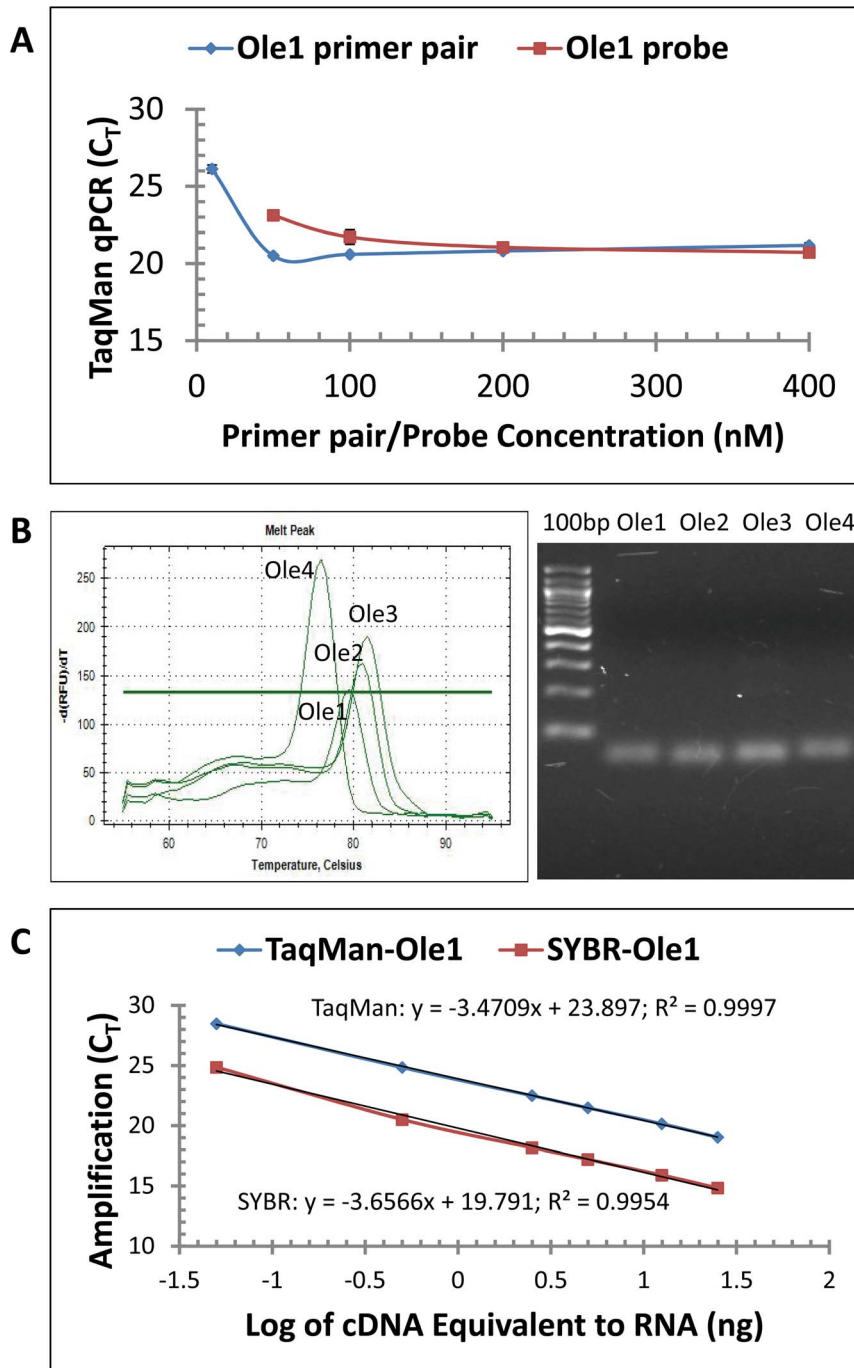 A
Ole1 primer pair Ole1 probe
TaqMan qPCR (C_T)
30
25
20
15
0 100 200 300 400
Primer pair/Probe Concentration (nM)
B
Melt Peak
-d(RFU)/dT
250
200
150
100
50
0
Ole4
Ole3
Ole2
Ole1
60 70 80 90
Temperature, Celsius
100bp Ole1 Ole2 Ole3 Ole4
C
TaqMan-Ole1 SYBR-Ole1
Amplification (C_T)
30
25
20
15
10
TaqMan: y = -3.4709x + 23.897; R² = 0.9997
SYBR: y = -3.6566x + 19.791; R² = 0.9954
-1.5 -1 -0.5 0 0.5 1 1.5 2
Log of cDNA Equivalent to RNA (ng)